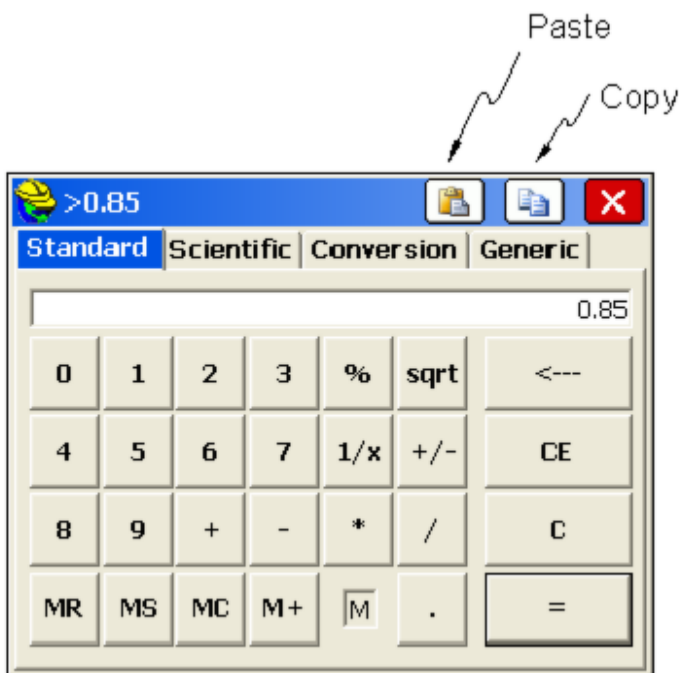 Paste
Copy
>0.85
Standard Scientific Conversion Generic
0.85
0 1 2 3 % sqrt <---
4 5 6 7 1/x +/- CE
8 9 + - * / C
MR MS MC M+ M . =